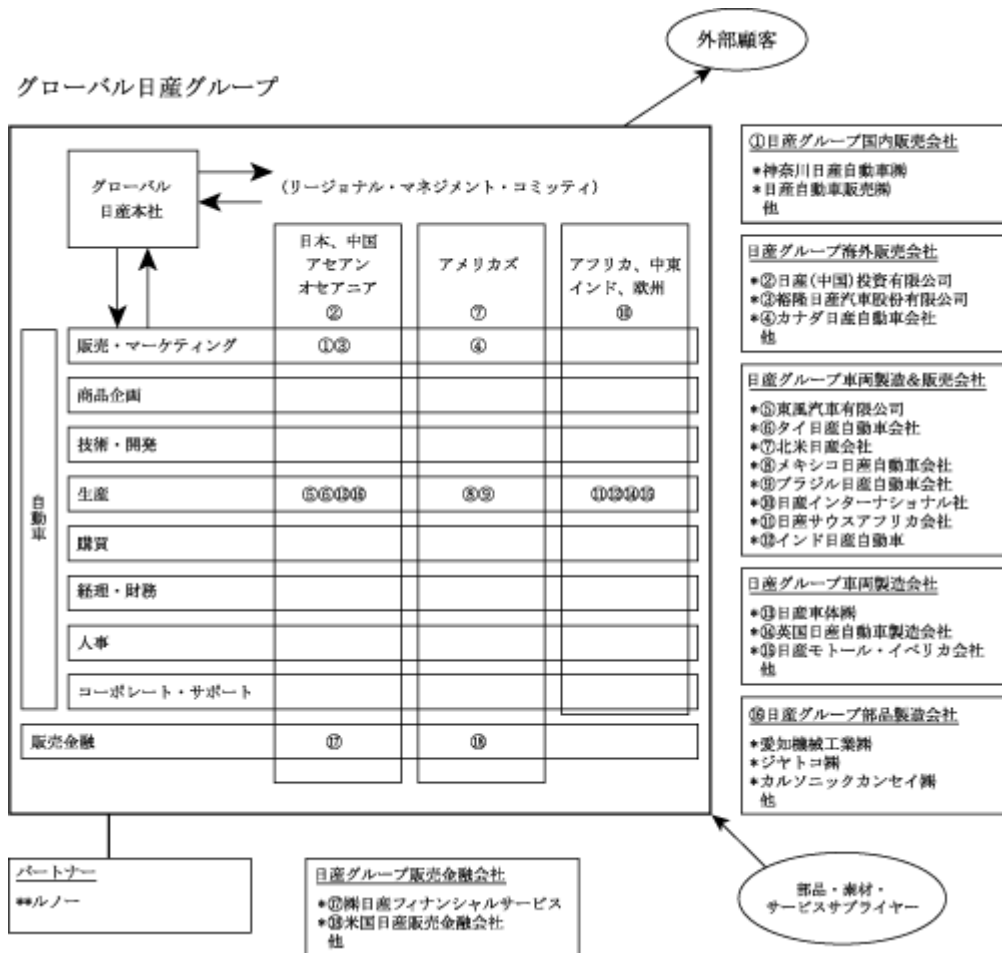 外部顧客
グローバル日産グループ
グローバル
日産本社
(リージョナル・マネジメント・コミッティ)
日本、中国
アセアン
オセアニア
②
アメリカズ
⑦
アフリカ、中東
インド、欧州
⑩
自動車
販売・マーケティング
①③
④
商品企画
技術・開発
生産
⑤⑥⑬⑯
⑧⑨
⑪⑫⑭⑮
購買
経理・財務
人事
コーポレート・サポート
販売金融
⑰
⑱
①日産グループ国内販売会社
*神奈川日産自動車㈱
*日産自動車販売㈱
他
日産グループ海外販売会社
*②日産(中国)投資有限公司
*③裕隆日産汽車股份有限公司
*④カナダ日産自動車会社
他
日産グループ車両製造&販売会社
*⑤東風汽車有限公司
*⑥タイ日産自動車会社
*⑦北米日産会社
*⑧メキシコ日産自動車会社
*⑨ブラジル日産自動車会社
*⑩日産インターナショナル社
*⑪日産サウスアフリカ会社
*⑫インド日産自動車
日産グループ車両製造会社
*⑬日産車体㈱
*⑭英国日産自動車製造会社
*⑮日産モトール・イベリカ会社
他
⑯日産グループ部品製造会社
*愛知機械工業㈱
*ジヤトコ㈱
*カルソニックカンセイ㈱
他
パートナー
**ルノー
日産グループ販売金融会社
*⑰㈱日産フィナンシャルサービス
*⑱米国日産販売金融会社
他
部品・素材・
サービスサプライヤー